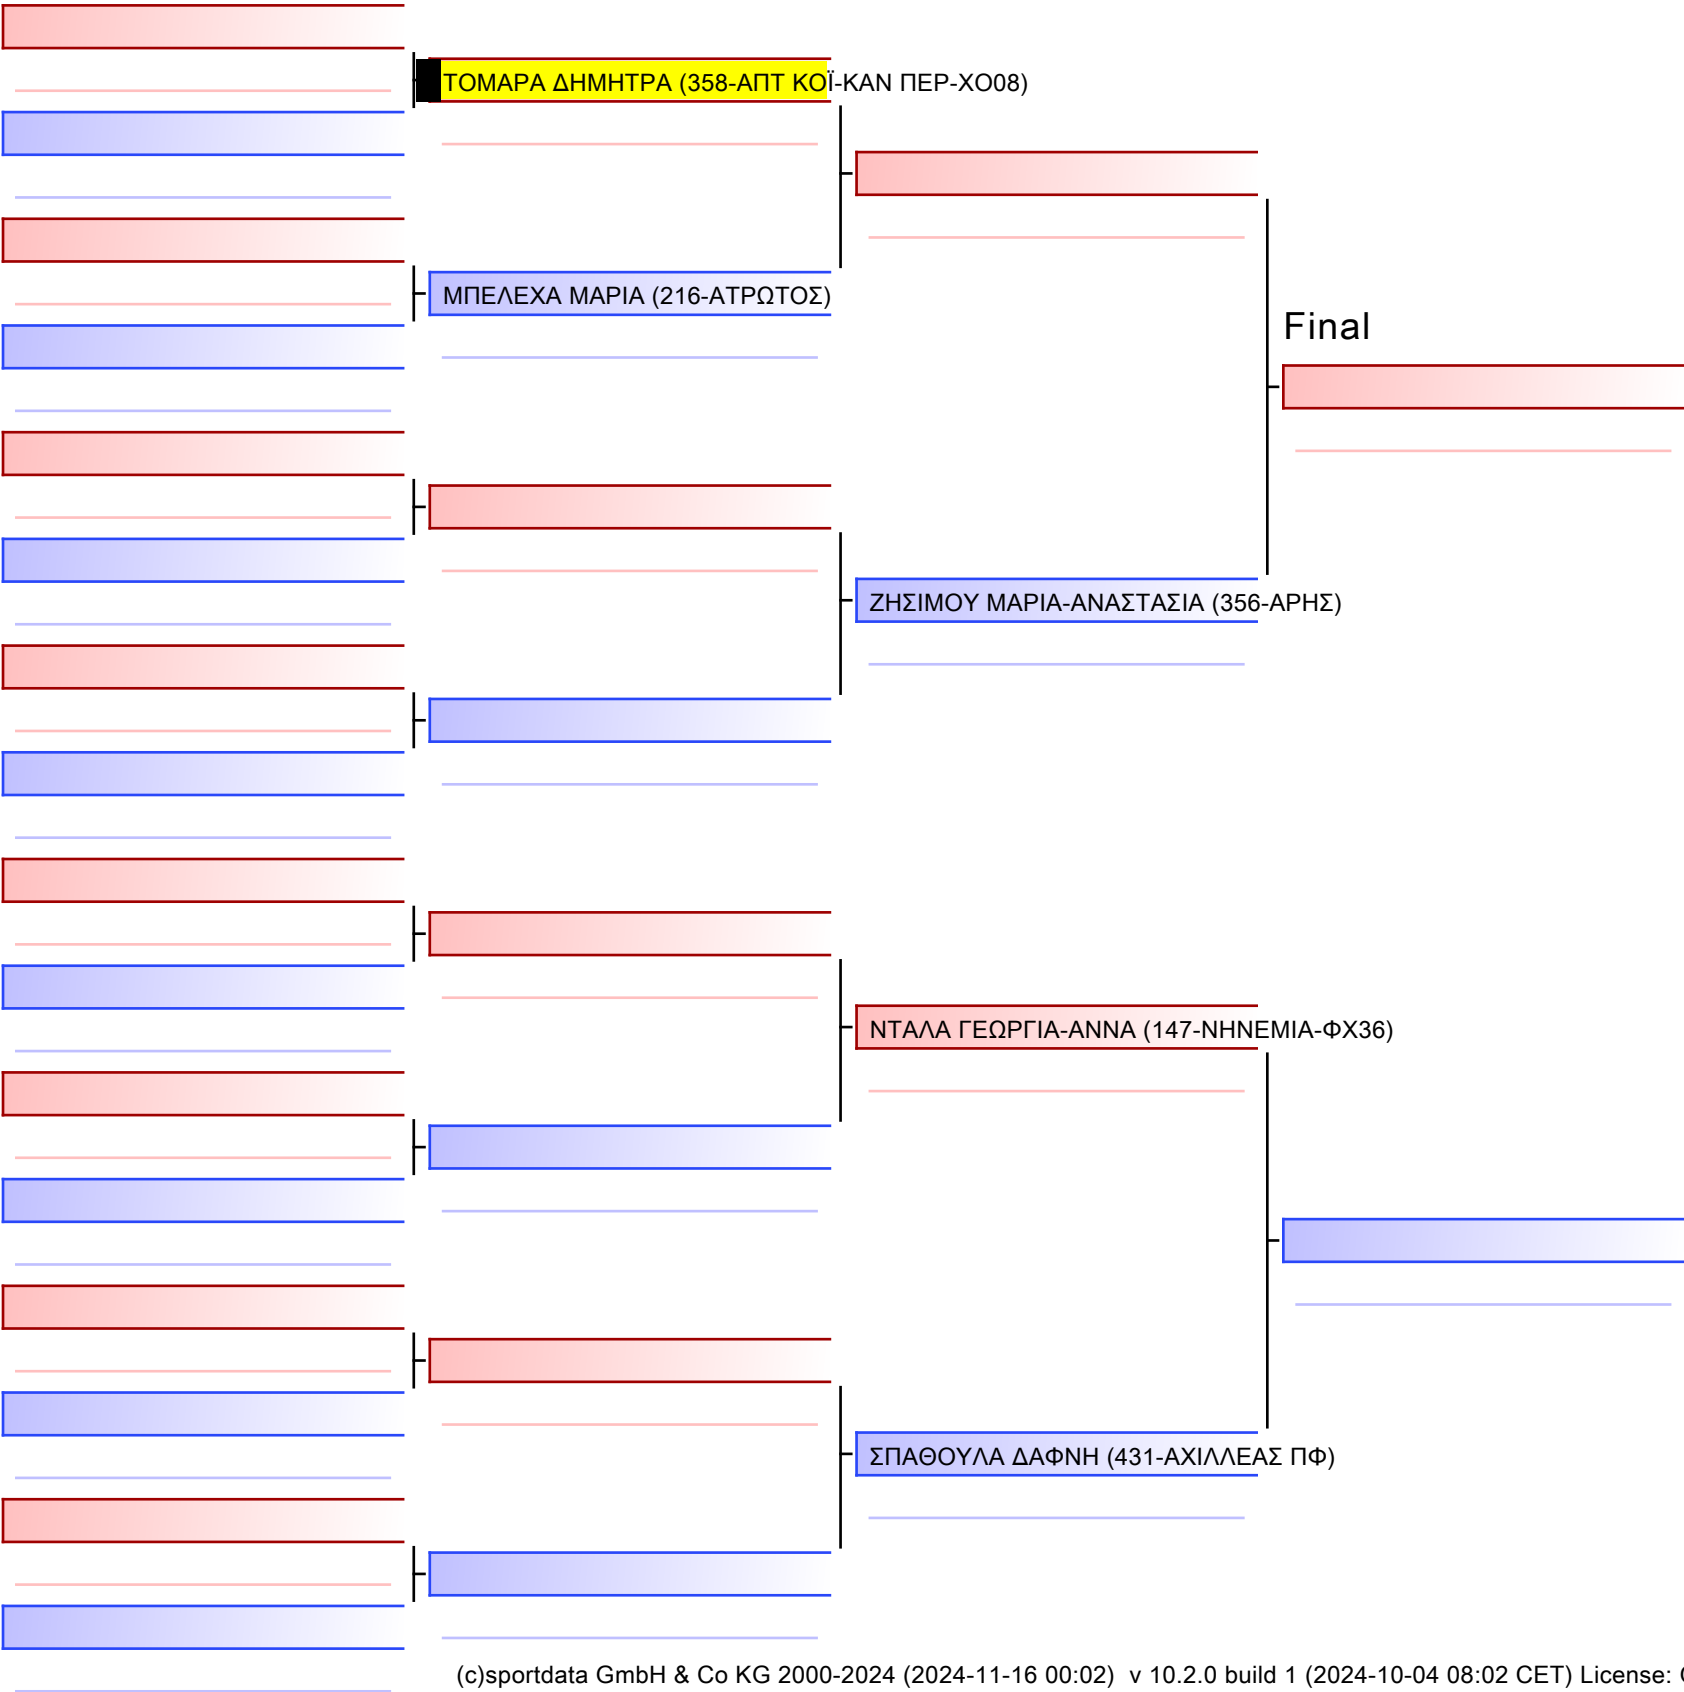 ΤΟΜΑΡΑ ΔΗΜΗΤΡΑ (358-ΑΠΤ ΚΟΪ-ΚΑΝ ΠΕΡ-ΧΟ08)
ΜΠΕΛΕΧΑ ΜΑΡΙΑ (216-ΑΤΡΩΤΟΣ)
Final
ΖΗΣΙΜΟΥ ΜΑΡΙΑ-ΑΝΑΣΤΑΣΙΑ (356-ΑΡΗΣ)
ΝΤΑΛΑ ΓΕΩΡΓΙΑ-ΑΝΝΑ (147-ΝΗΝΕΜΙΑ-ΦΧ36)
ΣΠΑΘΟΥΛΑ ΔΑΦΝΗ (431-ΑΧΙΛΛΕΑΣ ΠΦ)
(c)sportdata GmbH & Co KG 2000-2024 (2024-11-16 00:02) v 10.2.0 build 1 (2024-10-04 08:02 CET) License: